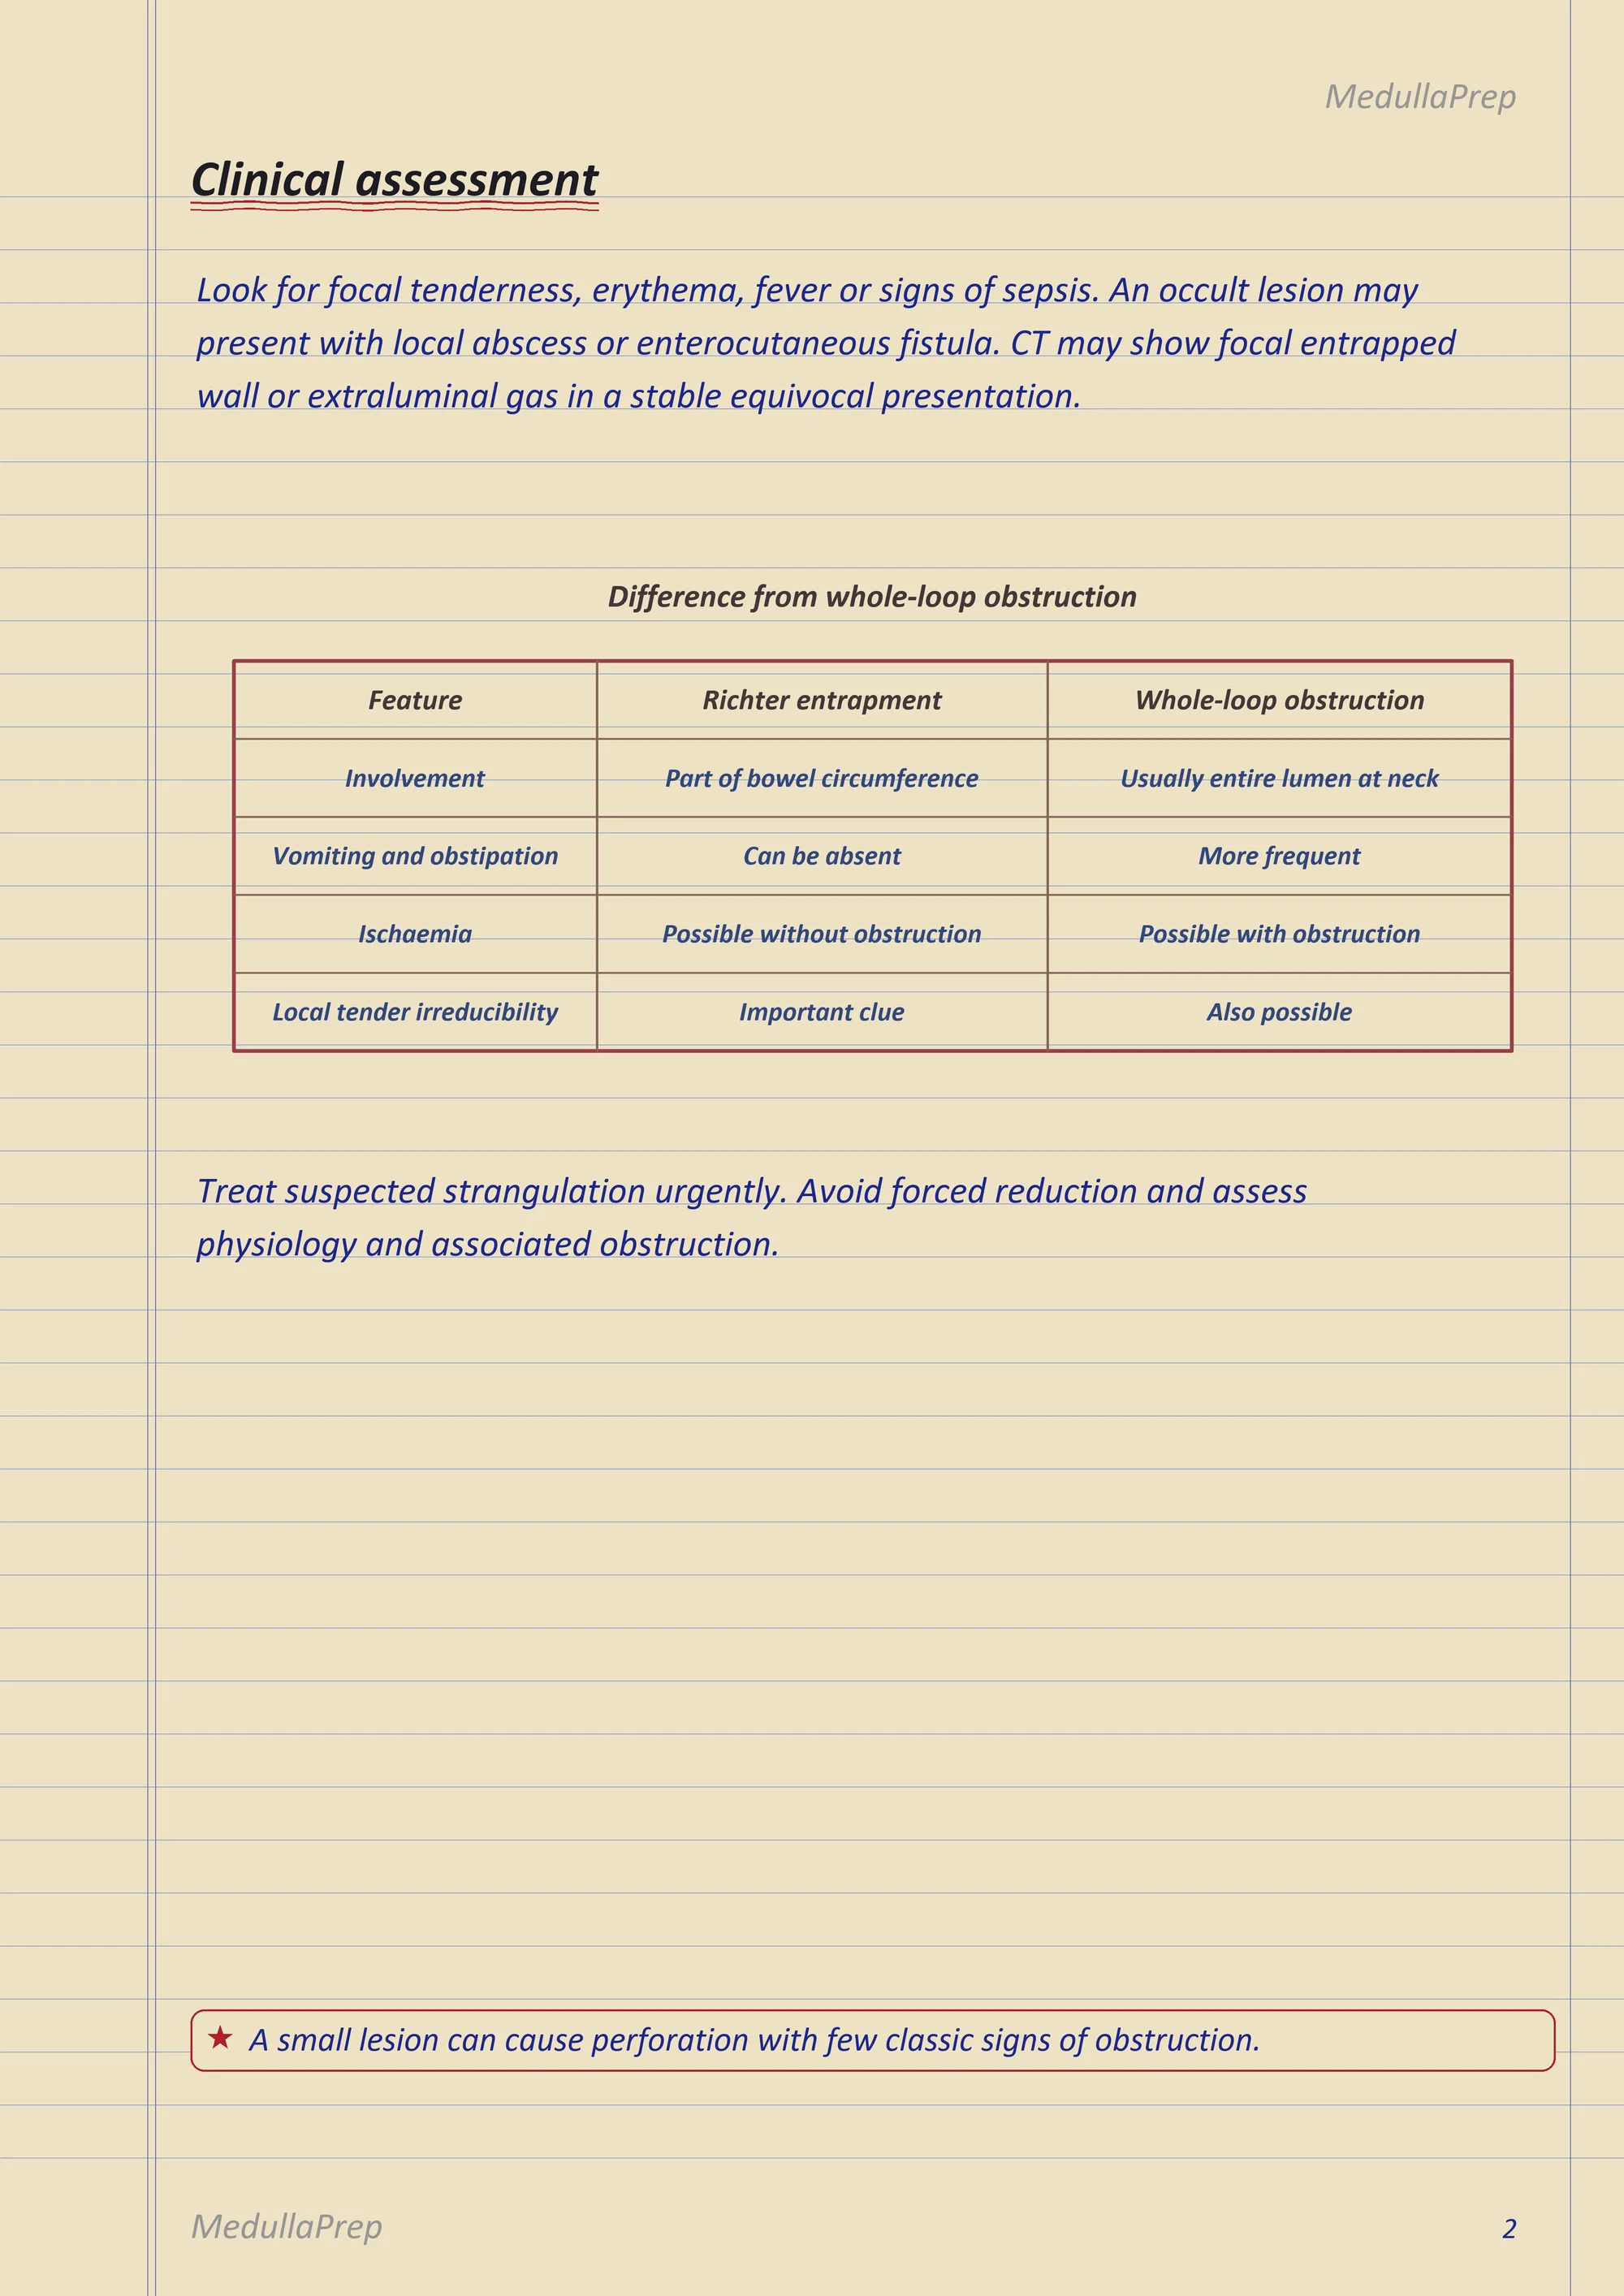 MedullaPrep
Clinical assessment
Look for focal tenderness, erythema, fever or signs of sepsis. An occult lesion may
present with local abscess or enterocutaneous fistula. CT may show focal entrapped
wall or extraluminal gas in a stable equivocal presentation.
Difference from whole-loop obstruction
Feature Richter entrapment Whole-loop obstruction
Involvement Part of bowel circumference Usually entire lumen at neck
Vomiting and obstipation Can be absent More frequent
Ischaemia Possible without obstruction Possible with obstruction
Local tender irreducibility Important clue Also possible
Treat suspected strangulation urgently. Avoid forced reduction and assess
physiology and associated obstruction.
★ A small lesion can cause perforation with few classic signs of obstruction.
MedullaPrep 2